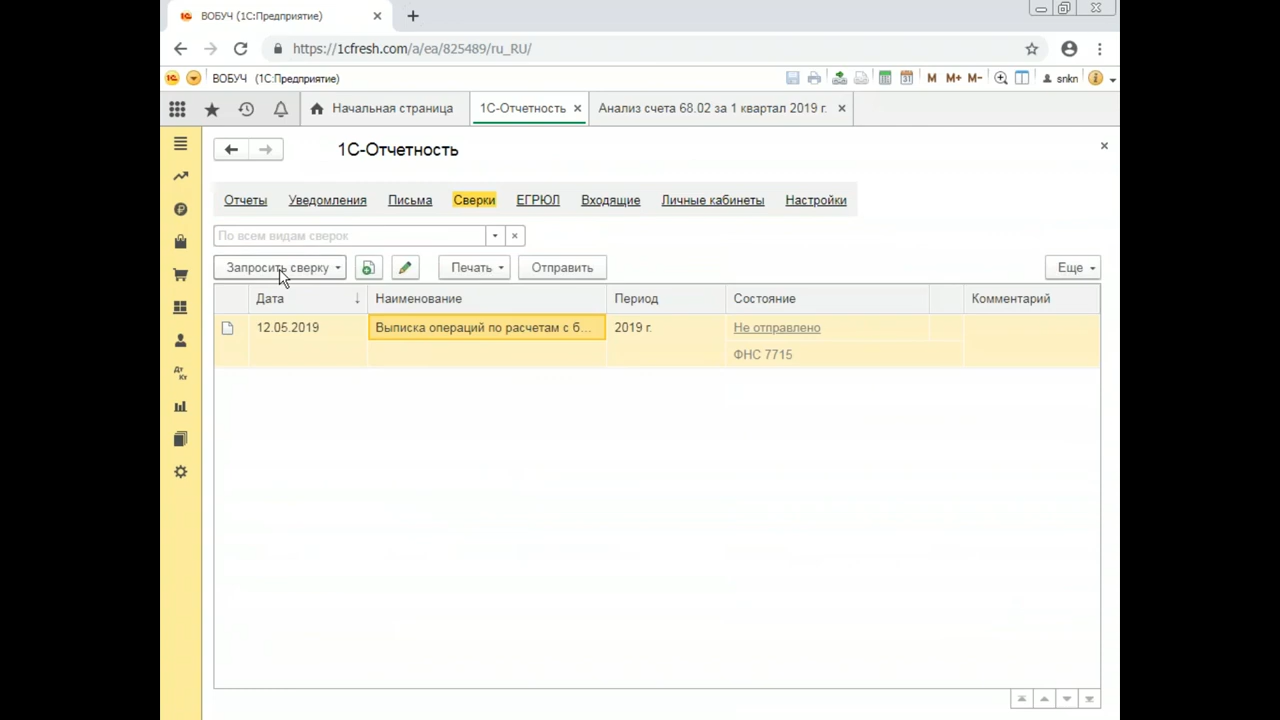 ВОБУЧ (1С:Предприятие)
https://1cfresh.com/a/ea/825489/ru_RU/
ВОБУЧ (1С:Предприятие) M M+ M- snkn
Начальная страница 1С-Отчетность Анализ счета 68.02 за 1 квартал 2019 г.
1С-Отчетность
Отчеты Уведомления Письма Сверки ЕГРЮЛ Входящие Личные кабинеты Настройки
По всем видам сверок
Запросить сверку Печать Отправить Еще
Дата Наименование Период Состояние Комментарий
12.05.2019 Выписка операций по расчетам с б... 2019 г. Не отправлено
ФНС 7715